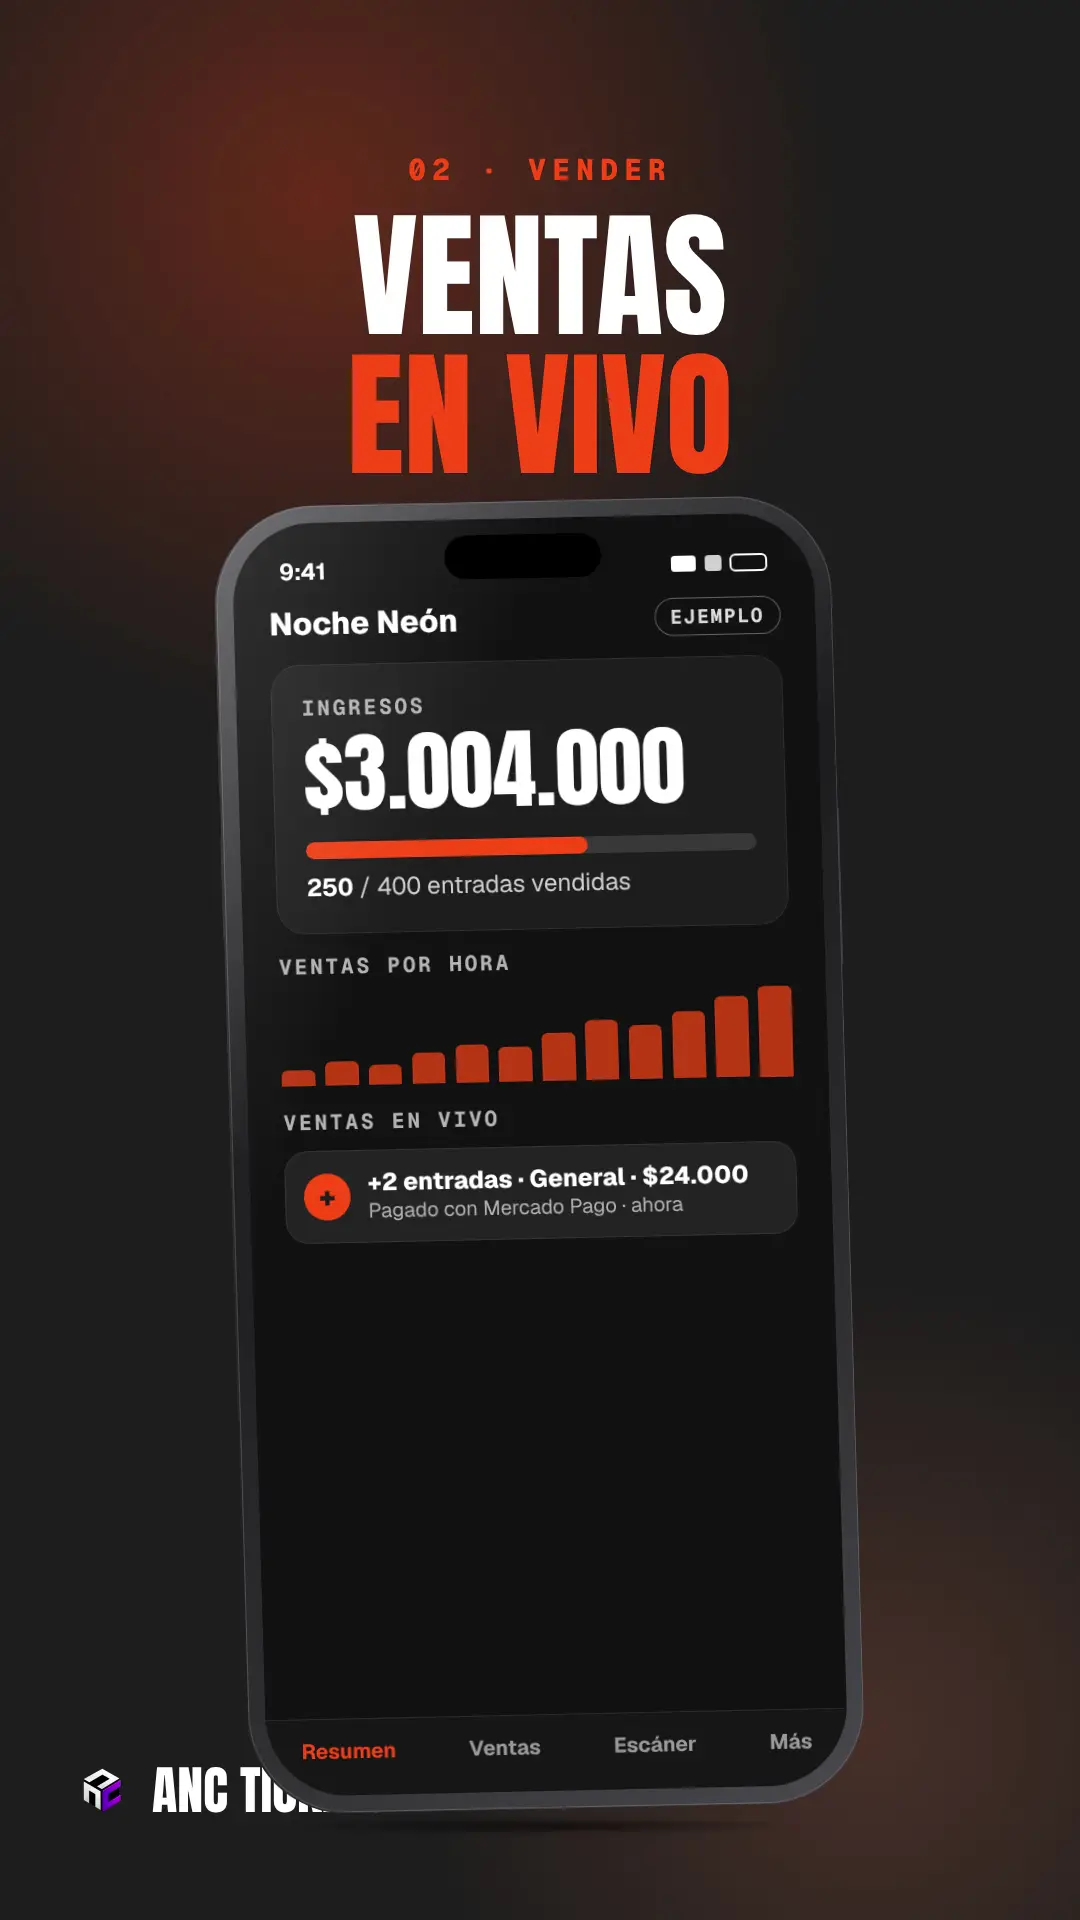 02 · VENDER
VENTAS
EN VIVO
9:41
Noche Neón
EJEMPLO
INGRESOS
$3.004.000
250 / 400 entradas vendidas
VENTAS POR HORA
VENTAS EN VIVO
+2 entradas · General · $24.000
Pagado con Mercado Pago · ahora
Resumen
Ventas
Escáner
Más
ANC